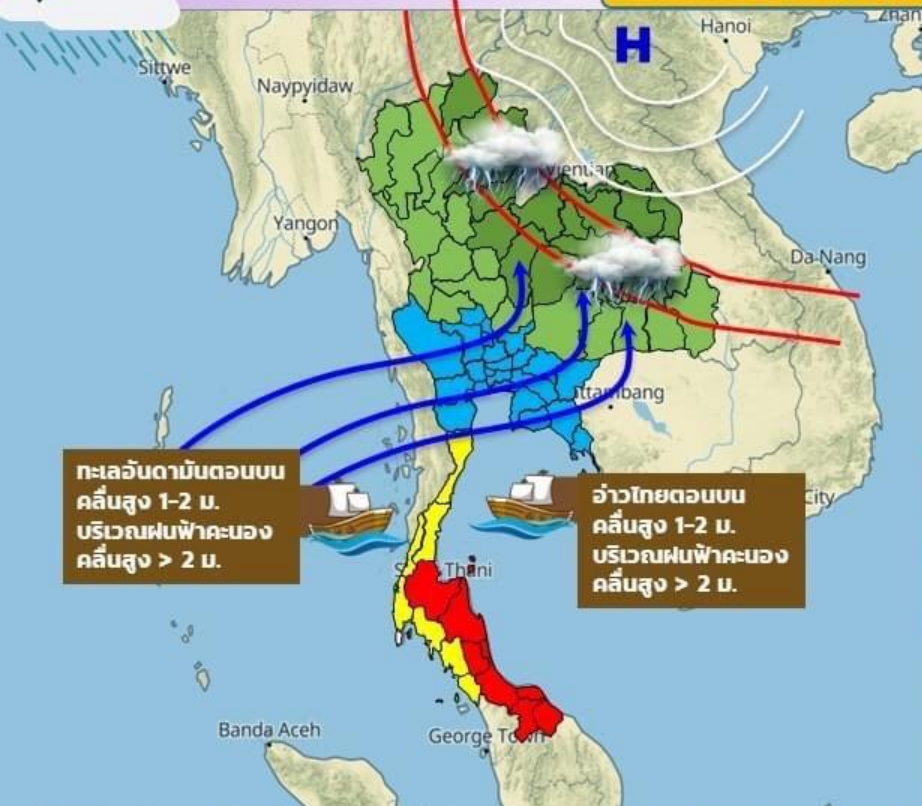 H
Hanoi
Sittwe
Naypyidaw
Yangon
Da Nang
ทะเลอันดามันตอนบน
คลื่นสูง 1-2 ม.
บริเวณฝนฟ้าคะนอง
คลื่นสูง > 2 ม.
อ่าวไทยตอนบน
คลื่นสูง 1-2 ม.
บริเวณฝนฟ้าคะนอง
คลื่นสูง > 2 ม.
City
Thani
Banda Aceh
George Town